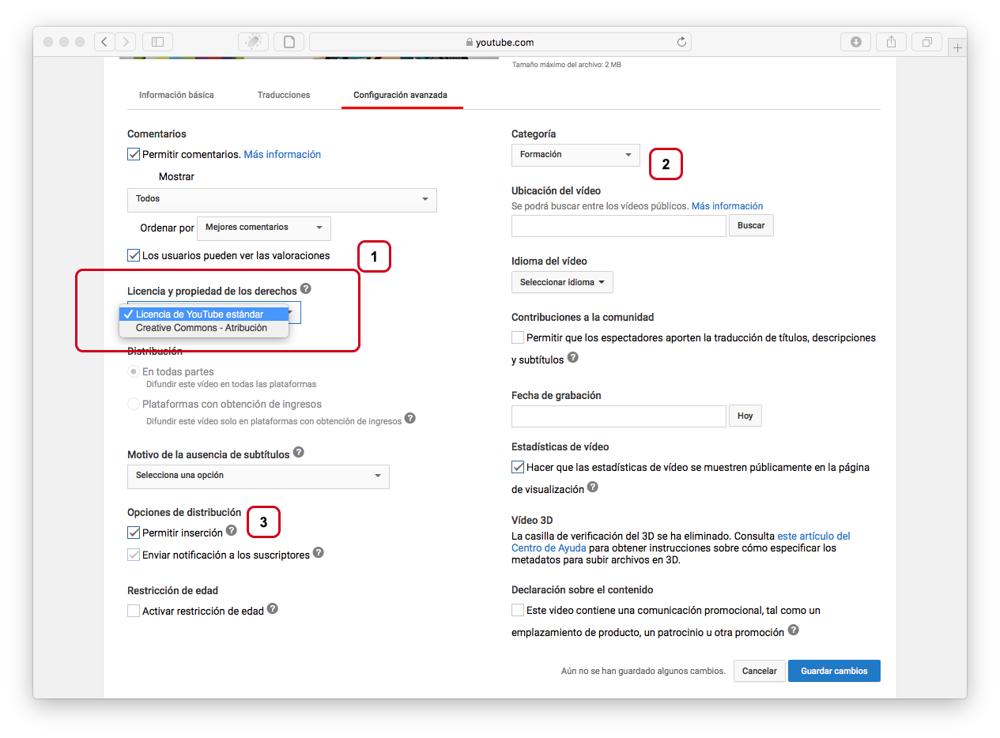 youtube.com
Tamaño máximo del archivo: 2 MB
Información básica
Traducciones
Configuración avanzada
Comentarios
Permitir comentarios. Más información
Mostrar
Todos
Ordenar por
Mejores comentarios
Los usuarios pueden ver las valoraciones
1
Licencia y propiedad de los derechos ?
Licencia de YouTube estándar
Creative Commons - Atribución
Distribución
En todas partes
Difundir este vídeo en todas las plataformas
Plataformas con obtención de ingresos
Difundir este vídeo solo en plataformas con obtención de ingresos ?
Motivo de la ausencia de subtítulos ?
Selecciona una opción
Opciones de distribución
3
Permitir inserción ?
Enviar notificación a los suscriptores ?
Restricción de edad
Activar restricción de edad ?
Categoría
Formación
2
Ubicación del vídeo
Se podrá buscar entre los vídeos públicos. Más información
Buscar
Idioma del vídeo
Seleccionar idioma
Contribuciones a la comunidad
Permitir que los espectadores aporten la traducción de títulos, descripciones
y subtítulos ?
Fecha de grabación
Hoy
Estadísticas de vídeo
Hacer que las estadísticas de vídeo se muestren públicamente en la página
de visualización ?
Vídeo 3D
La casilla de verificación del 3D se ha eliminado. Consulta este artículo del
Centro de Ayuda para obtener instrucciones sobre cómo especificar los
metadatos para subir archivos en 3D.
Declaración sobre el contenido
Este video contiene una comunicación promocional, tal como un
emplazamiento de producto, un patrocinio u otra promoción ?
Aún no se han guardado algunos cambios.
Cancelar
Guardar cambios